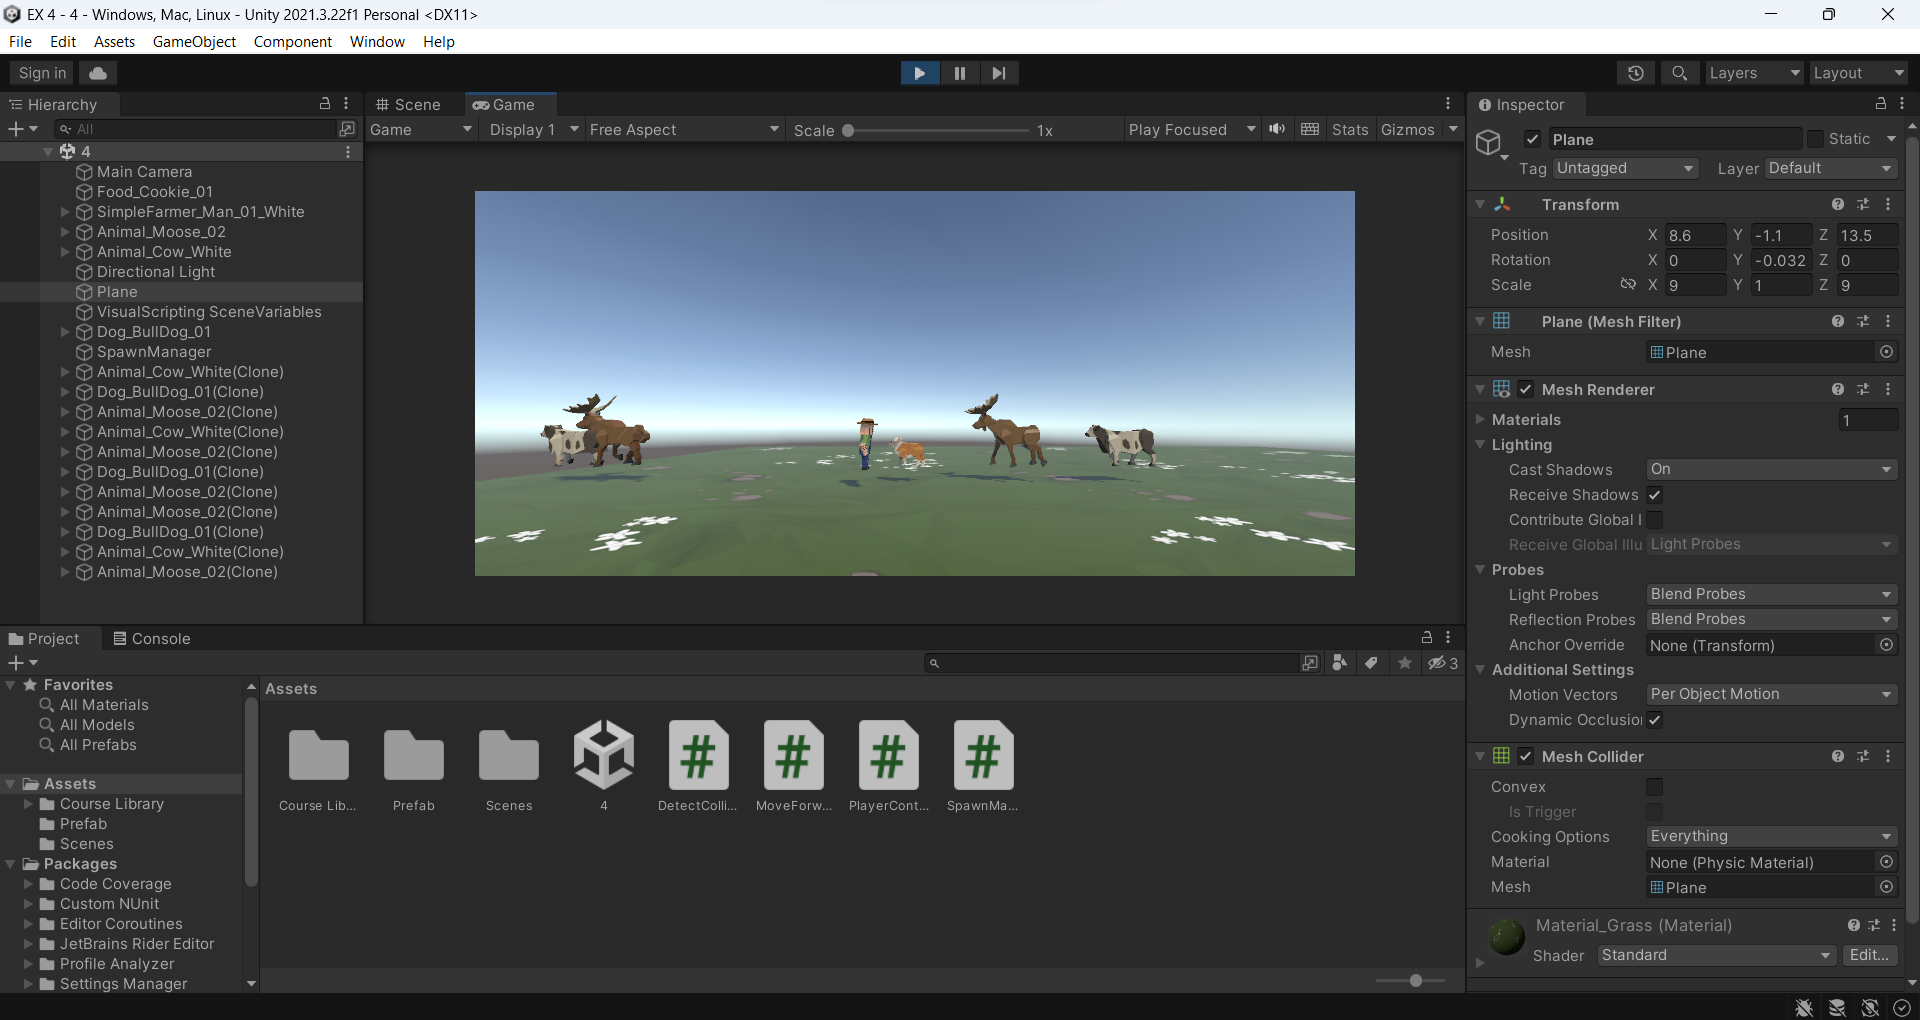 EX 4 - 4 - Windows, Mac, Linux - Unity 2021.3.22f1 Personal <DX11>
File Edit Assets GameObject Component Window Help
Sign in
Layers Layout
Hierarchy
All
4
Main Camera
Food_Cookie_01
SimpleFarmer_Man_01_White
Animal_Moose_02
Animal_Cow_White
Directional Light
Plane
VisualScripting SceneVariables
Dog_BullDog_01
SpawnManager
Animal_Cow_White(Clone)
Dog_BullDog_01(Clone)
Animal_Moose_02(Clone)
Animal_Cow_White(Clone)
Animal_Moose_02(Clone)
Dog_BullDog_01(Clone)
Animal_Moose_02(Clone)
Animal_Moose_02(Clone)
Dog_BullDog_01(Clone)
Animal_Cow_White(Clone)
Animal_Moose_02(Clone)
Scene Game
Game Display 1 Free Aspect Scale 1x Play Focused Stats Gizmos
Inspector
Plane Static
Tag Untagged Layer Default
Transform
Position X 8.6 Y -1.1 Z 13.5
Rotation X 0 Y -0.032 Z 0
Scale X 9 Y 1 Z 9
Plane (Mesh Filter)
Mesh Plane
Mesh Renderer
Materials 1
Lighting
Cast Shadows On
Receive Shadows
Contribute Global I
Receive Global Illu Light Probes
Probes
Light Probes Blend Probes
Reflection Probes Blend Probes
Anchor Override None (Transform)
Additional Settings
Motion Vectors Per Object Motion
Dynamic Occlusio
Mesh Collider
Convex
Is Trigger
Cooking Options Everything
Material None (Physic Material)
Mesh Plane
Material_Grass (Material)
Shader Standard Edit...
Project Console
3
Favorites
All Materials
All Models
All Prefabs
Assets
Course Library
Prefab
Scenes
Packages
Code Coverage
Custom NUnit
Editor Coroutines
JetBrains Rider Editor
Profile Analyzer
Settings Manager
Assets
Course Lib... Prefab Scenes 4 DetectColli... MoveForw... PlayerCont... SpawnMa...